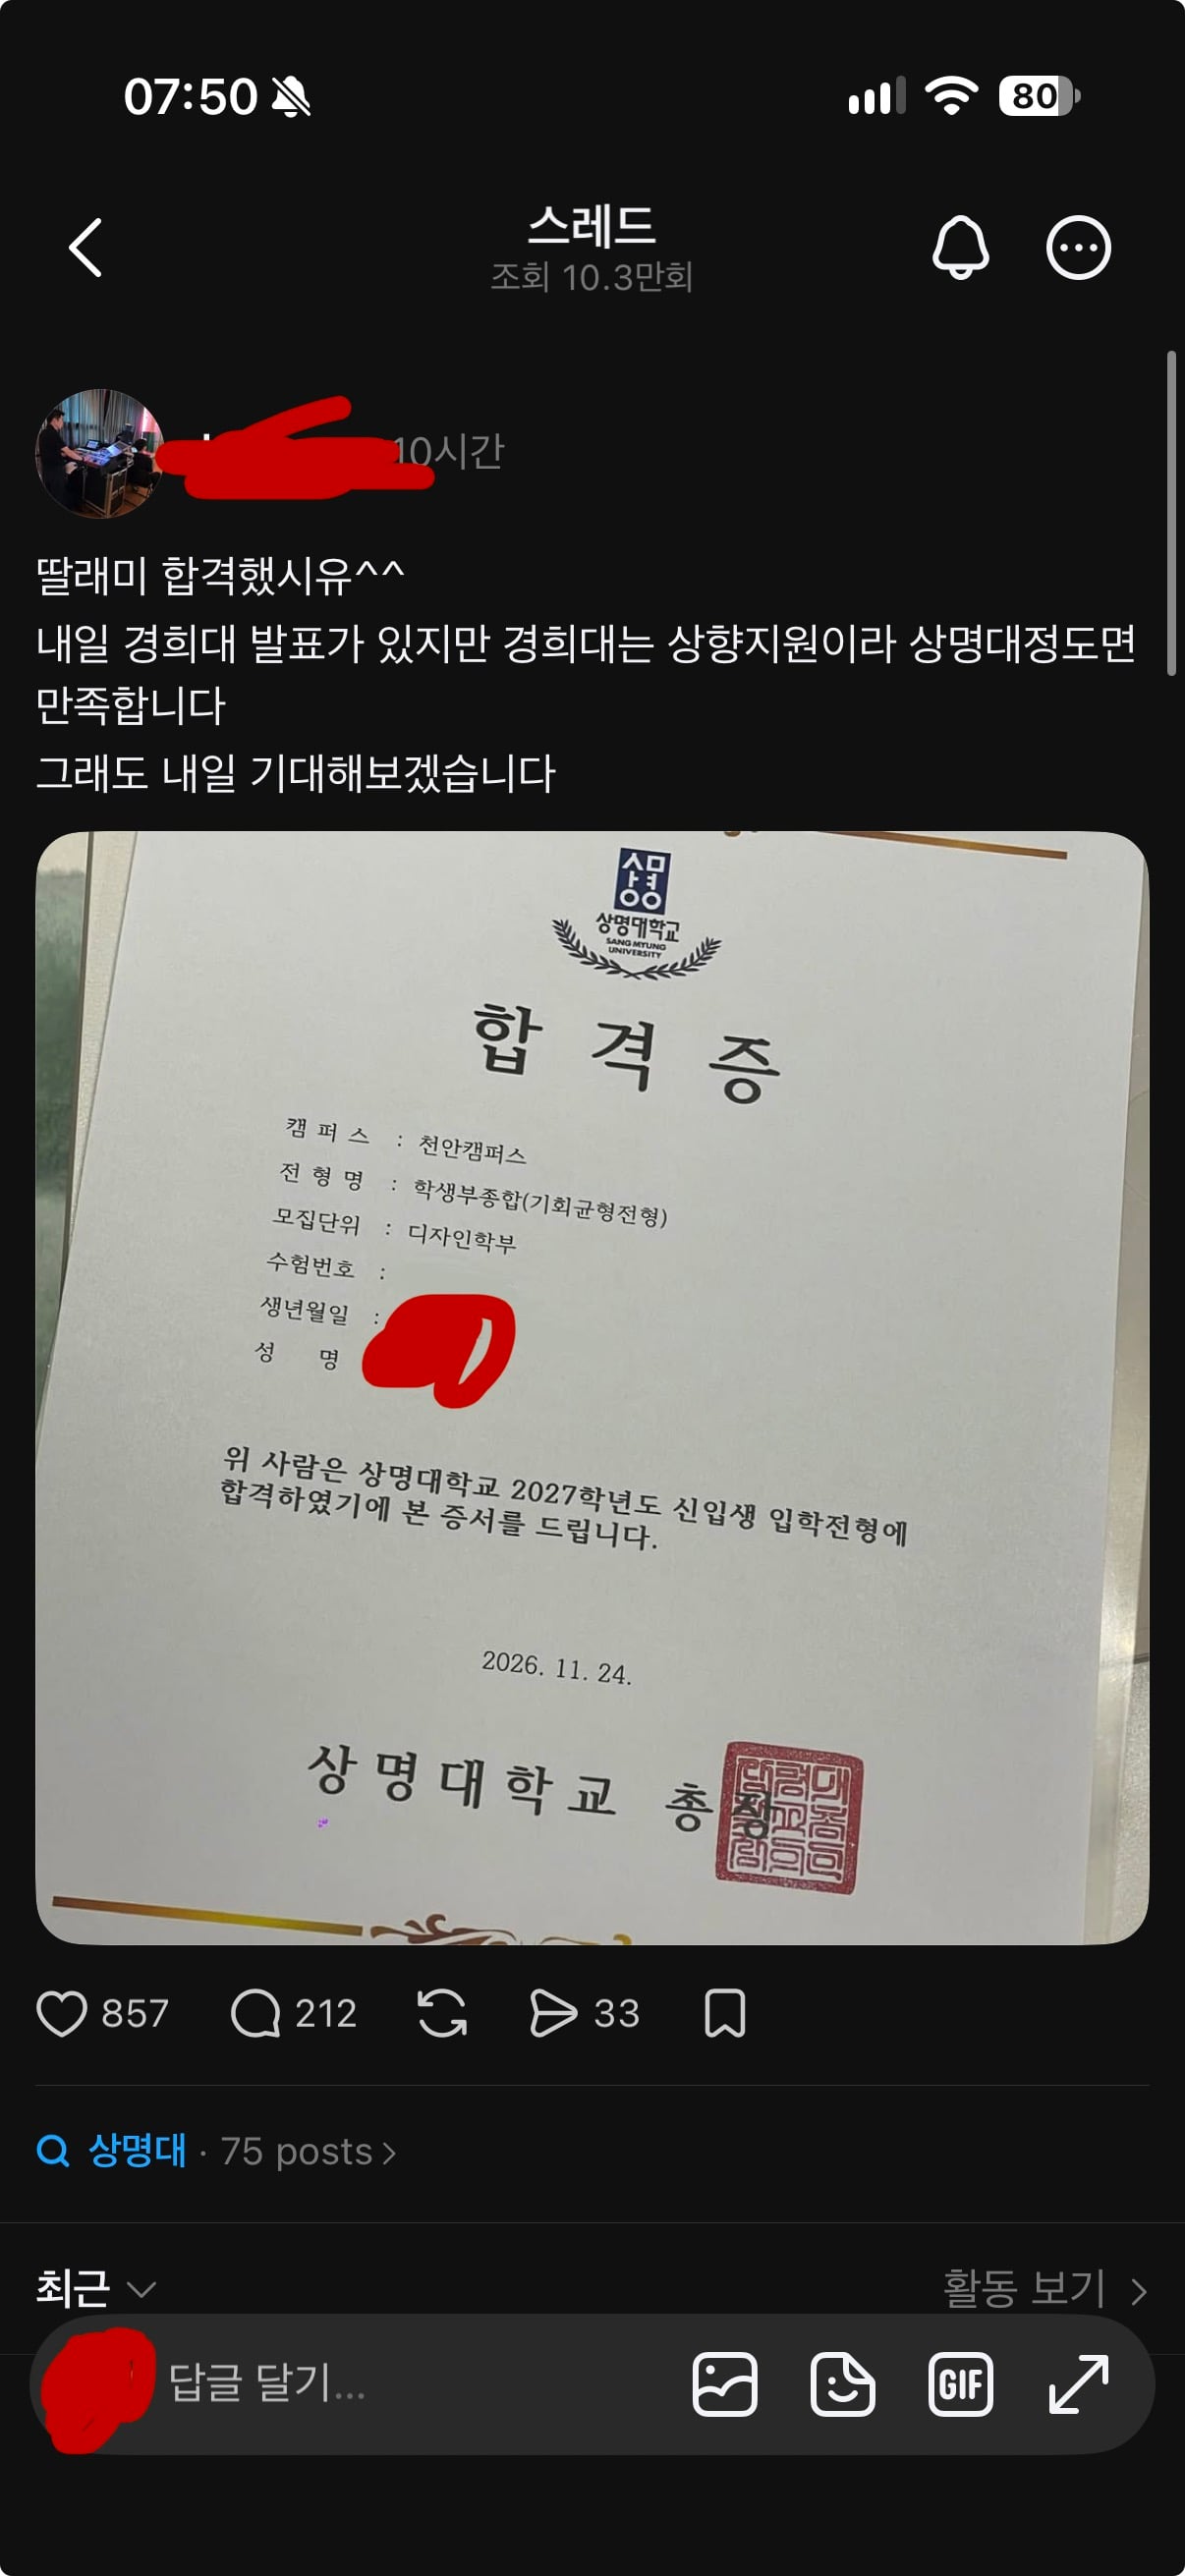 07:50
80
스레드
조회 10.3만회
10시간
딸래미 합격했시유^^
내일 경희대 발표가 있지만 경희대는 상향지원이라 상명대정도면
만족합니다
그래도 내일 기대해보겠습니다
상명
상명대학교
SANGMYUNG
UNIVERSITY
합 격 증
캠 퍼 스 : 천안캠퍼스
전 형 명 : 학생부종합(기회균형전형)
모집단위 : 디자인학부
수험번호 :
생년월일 :
성 명
위 사람은 상명대학교 2027학년도 신입생 입학전형에
합격하였기에 본 증서를 드립니다.
2026. 11. 24.
상 명 대 학 교 총 장
857
212
33
상명대 · 75 posts
최근
활동 보기
답글 달기...
GIF